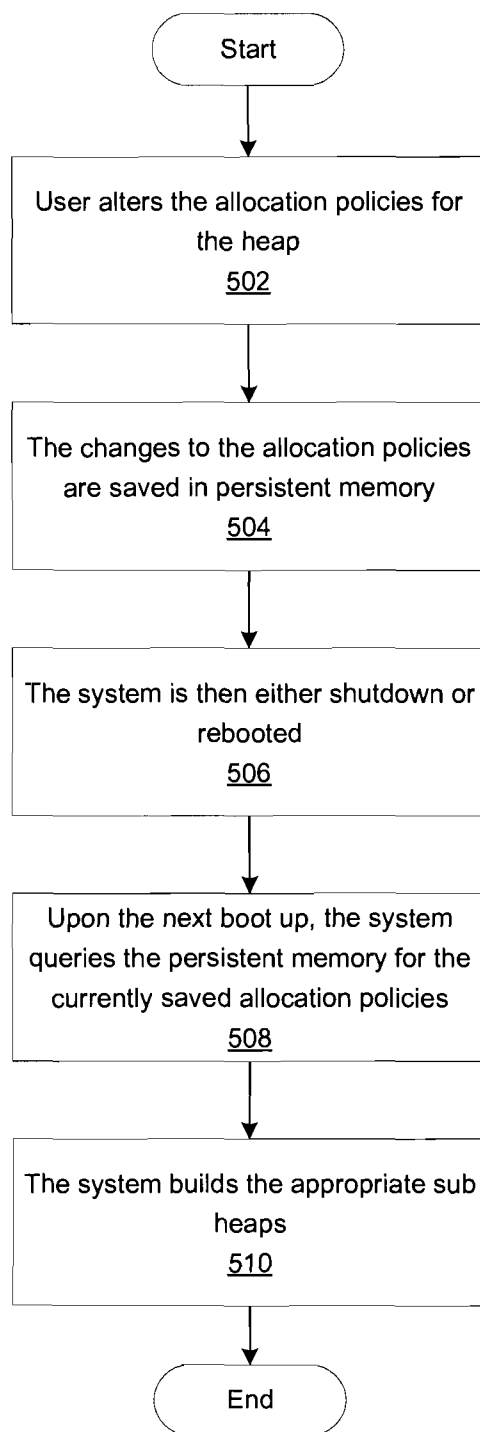 Start
User alters the allocation policies for
the heap
502
The changes to the allocation policies
are saved in persistent memory
504
The system is then either shutdown or
rebooted
506
Upon the next boot up, the system
queries the persistent memory for the
currently saved allocation policies
508
The system builds the appropriate sub
heaps
510
End